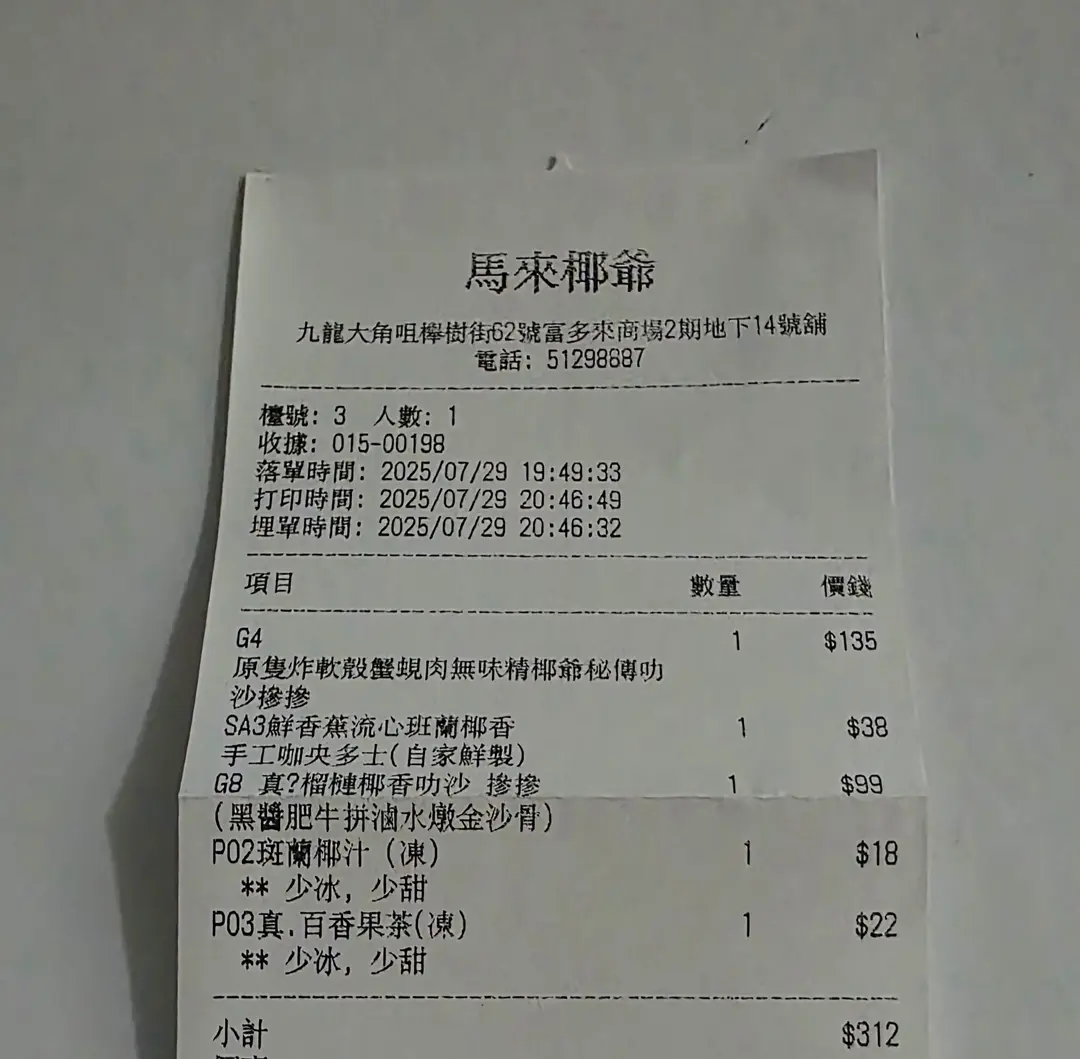 馬來椰爺
九龍大角咀櫸樹街62號富多來商場2期地下14號舖
電話: 51298687
檯號: 3 人數: 1
收據: 015-00198
落單時間: 2025/07/29 19:49:33
打印時間: 2025/07/29 20:46:49
埋單時間: 2025/07/29 20:46:32
項目 數量 價錢
G4 1 $135
原隻炸軟殼蟹蜆肉無味精椰爺秘傳叻
沙摻摻
SA3鮮香蕉流心班蘭椰香 1 $38
手工咖央多士(自家鮮製)
G8 真?榴槤椰香叻沙 摻摻 1 $99
(黑醬肥牛拼滷水燉金沙骨)
P02斑蘭椰汁 (凍) 1 $18
** 少冰, 少甜
P03真.百香果茶(凍) 1 $22
** 少冰, 少甜
小計 $312